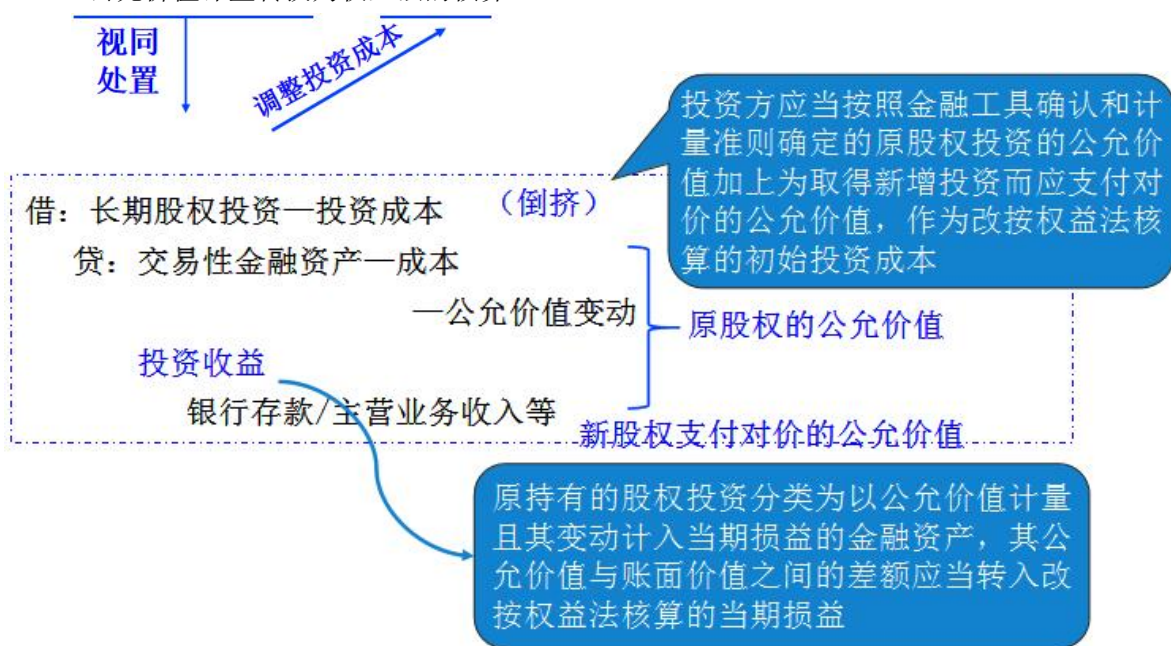 视同
处置
调整投资成本
投资方应当按照金融工具确认和计
量准则确定的原股权投资的公允价
值加上为取得新增投资而应支付对
价的公允价值，作为改按权益法核
算的初始投资成本
借：长期股权投资—投资成本 （倒挤）
贷：交易性金融资产—成本
—公允价值变动
原股权的公允价值
投资收益
银行存款/主营业务收入等
新股权支付对价的公允价值
原持有的股权投资分类为以公允价值计量
且其变动计入当期损益的金融资产，其公
允价值与账面价值之间的差额应当转入改
按权益法核算的当期损益